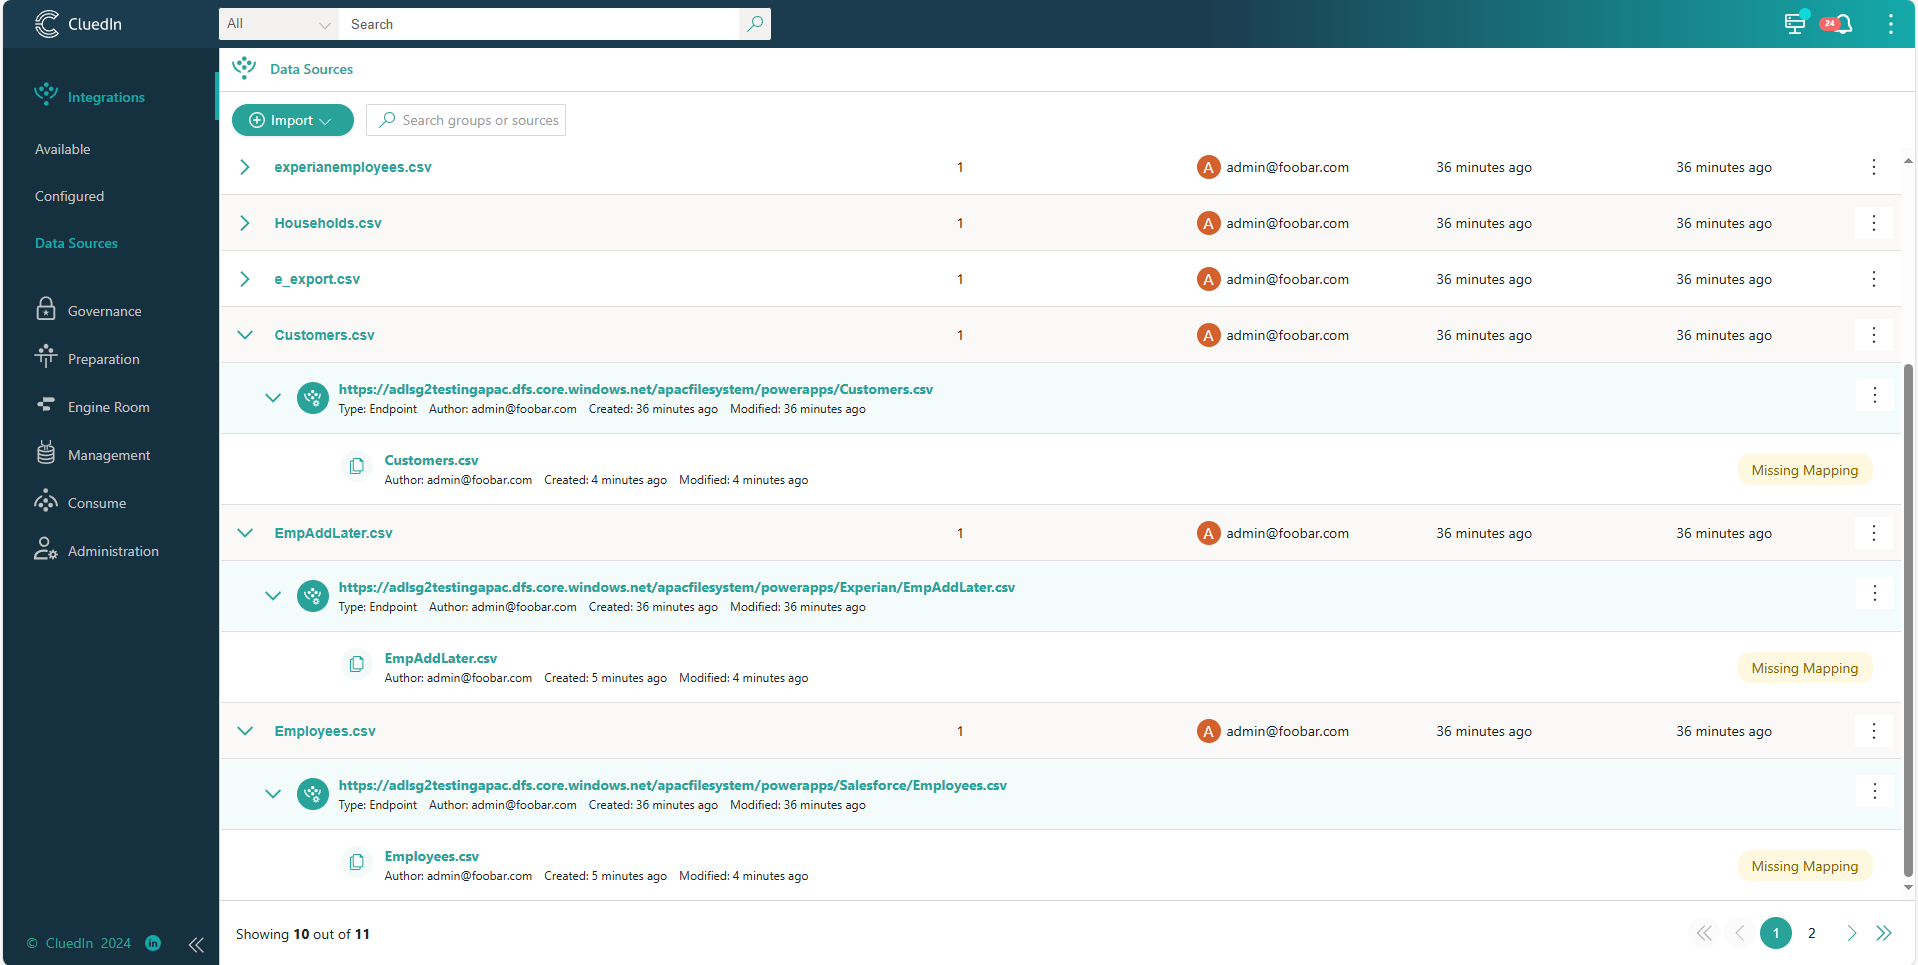 CluedIn
All
Search
24
Integrations
Available
Configured
Data Sources
Governance
Preparation
Engine Room
Management
Consume
Administration
© CluedIn 2024
in
Data Sources
Import
Search groups or sources
experianemployees.csv 1 A admin@foobar.com 36 minutes ago 36 minutes ago
Households.csv 1 A admin@foobar.com 36 minutes ago 36 minutes ago
e_export.csv 1 A admin@foobar.com 36 minutes ago 36 minutes ago
Customers.csv 1 A admin@foobar.com 36 minutes ago 36 minutes ago
https://adlsg2testingapac.dfs.core.windows.net/apacfilesystem/powerapps/Customers.csv
Type: Endpoint Author: admin@foobar.com Created: 36 minutes ago Modified: 36 minutes ago
Customers.csv
Author: admin@foobar.com Created: 4 minutes ago Modified: 4 minutes ago
Missing Mapping
EmpAddLater.csv 1 A admin@foobar.com 36 minutes ago 36 minutes ago
https://adlsg2testingapac.dfs.core.windows.net/apacfilesystem/powerapps/Experian/EmpAddLater.csv
Type: Endpoint Author: admin@foobar.com Created: 36 minutes ago Modified: 36 minutes ago
EmpAddLater.csv
Author: admin@foobar.com Created: 5 minutes ago Modified: 4 minutes ago
Missing Mapping
Employees.csv 1 A admin@foobar.com 36 minutes ago 36 minutes ago
https://adlsg2testingapac.dfs.core.windows.net/apacfilesystem/powerapps/Salesforce/Employees.csv
Type: Endpoint Author: admin@foobar.com Created: 36 minutes ago Modified: 36 minutes ago
Employees.csv
Author: admin@foobar.com Created: 5 minutes ago Modified: 4 minutes ago
Missing Mapping
Showing 10 out of 11
1 2